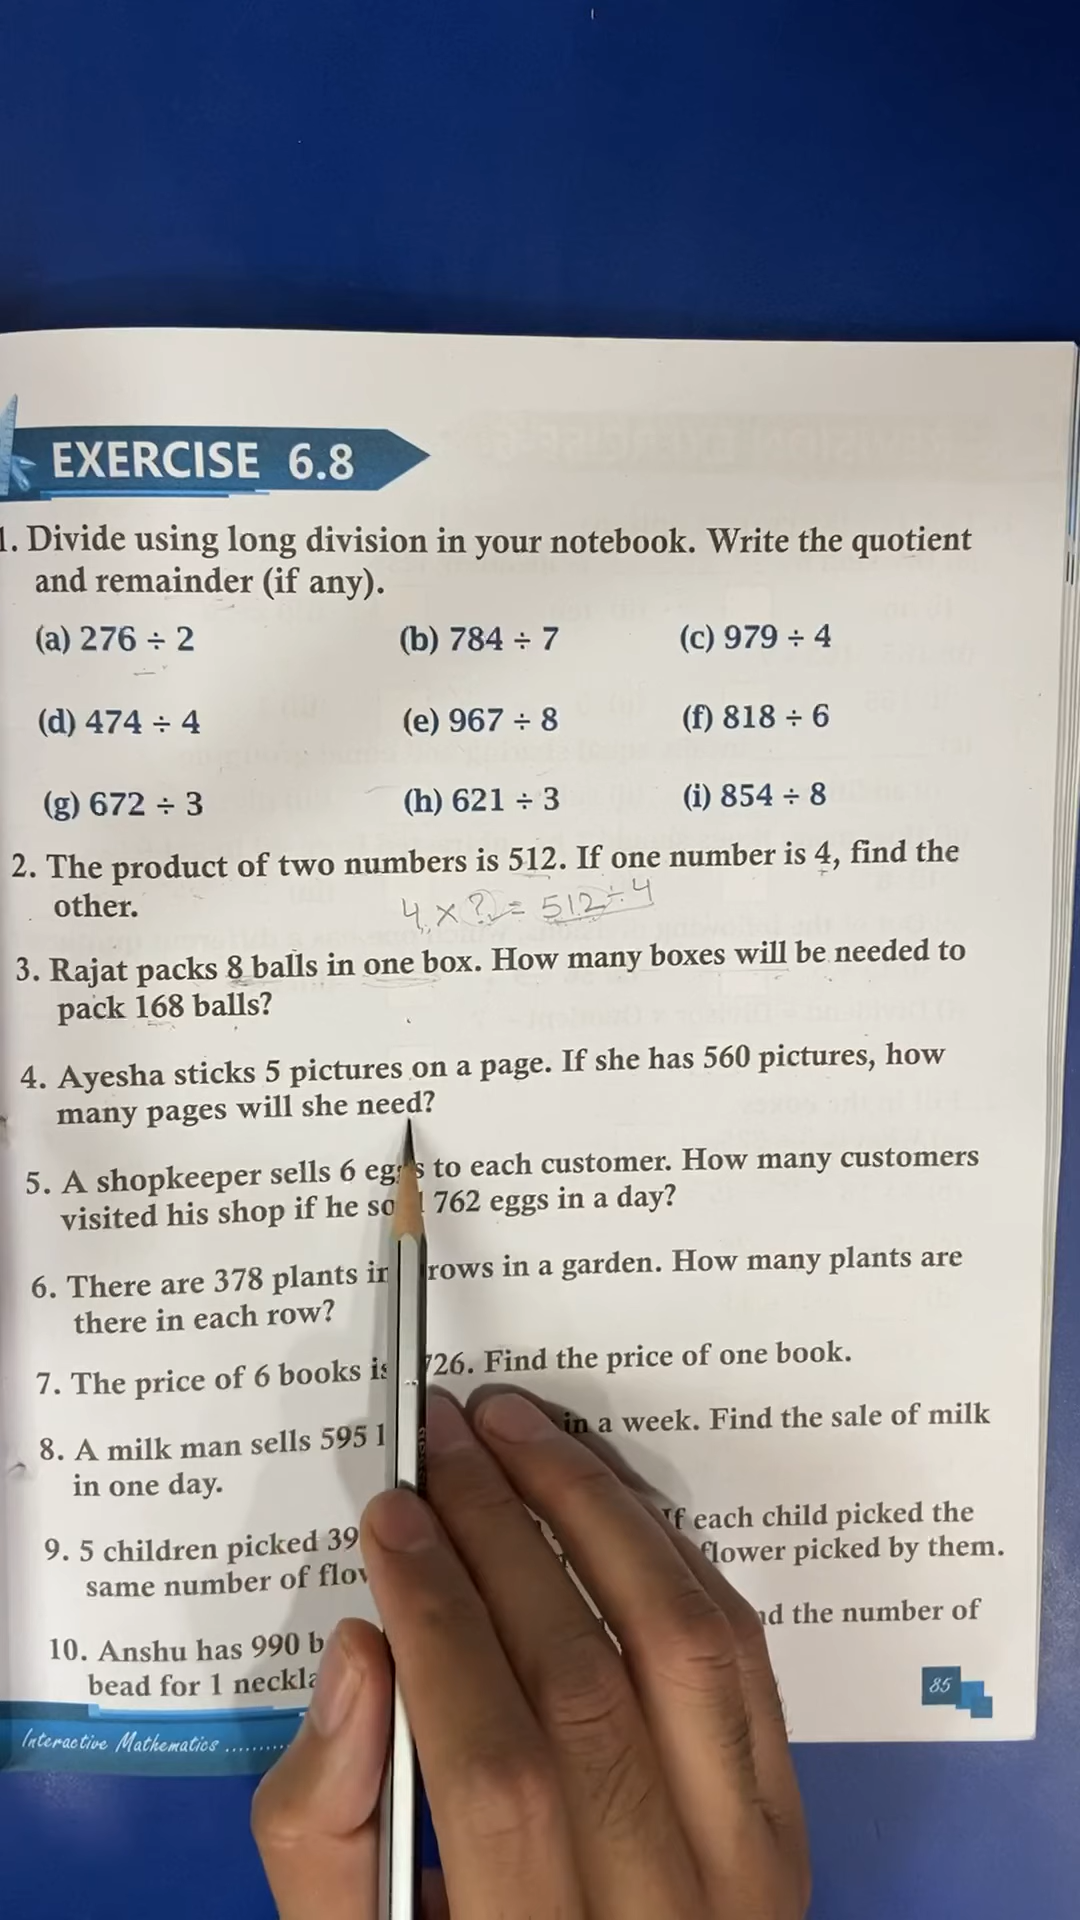 EXERCISE 6.8
1. Divide using long division in your notebook. Write the quotient
and remainder (if any).
(a) 276 ÷ 2 (b) 784 ÷ 7 (c) 979 ÷ 4
(d) 474 ÷ 4 (e) 967 ÷ 8 (f) 818 ÷ 6
(g) 672 ÷ 3 (h) 621 ÷ 3 (i) 854 ÷ 8
2. The product of two numbers is 512. If one number is 4, find the
other.
4 × ? = 512 ÷ 4
3. Rajat packs 8 balls in one box. How many boxes will be needed to
pack 168 balls?
4. Ayesha sticks 5 pictures on a page. If she has 560 pictures, how
many pages will she need?
5. A shopkeeper sells 6 eggs to each customer. How many customers
visited his shop if he 762 eggs in a day?
6. There are 378 plants in rows in a garden. How many plants are
there in each row?
7. The price of 6 books is 726. Find the price of one book.
8. A milk man sells 595 in a week. Find the sale of milk
in one day.
9. 5 children picked 39 If each child picked the
same number of flower picked by them.
10. Anshu has 990 the number of
bead for 1
85
Interactive Mathematics ..........